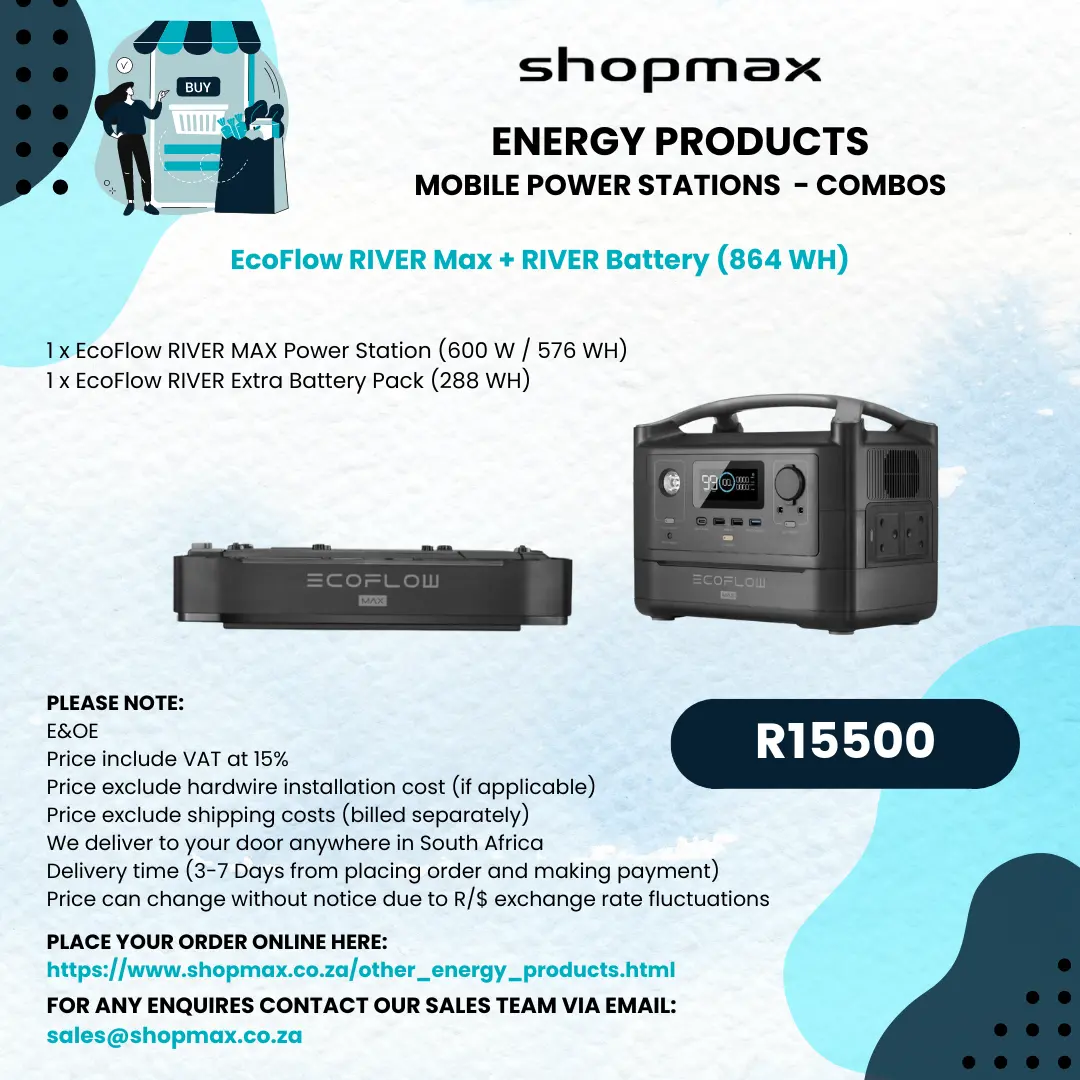 BUY
shopmax
ENERGY PRODUCTS
MOBILE POWER STATIONS - COMBOS
EcoFlow RIVER Max + RIVER Battery (864 WH)
1 x EcoFlow RIVER MAX Power Station (600 W / 576 WH)
1 x EcoFlow RIVER Extra Battery Pack (288 WH)
99 100
ECOFLOW
MAX
ECOFLOW
MAX
PLEASE NOTE:
E&OE
Price include VAT at 15%
Price exclude hardwire installation cost (if applicable)
Price exclude shipping costs (billed separately)
We deliver to your door anywhere in South Africa
Delivery time (3-7 Days from placing order and making payment)
Price can change without notice due to R/$ exchange rate fluctuations
R15500
PLACE YOUR ORDER ONLINE HERE:
https://www.shopmax.co.za/other_energy_products.html
FOR ANY ENQUIRES CONTACT OUR SALES TEAM VIA EMAIL:
sales@shopmax.co.za